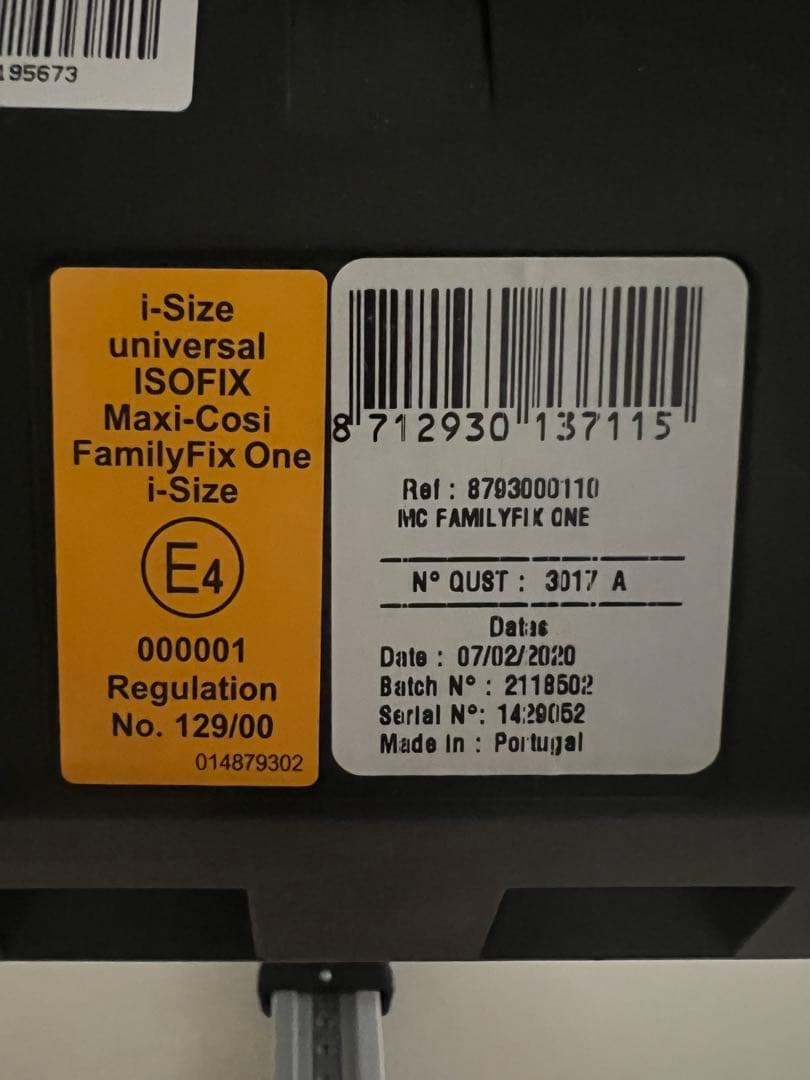 195673
i-Size
universal
ISOFIX
Maxi-Cosi
FamilyFix One
i-Size
E4
000001
Regulation
No. 129/00
014879302
8 712930 137115
Ref : 8793000110
MC FAMILYFIX ONE
N° QUST : 3017 A
Datas
Date : 07/02/2020
Batch N° : 2118502
Serial N°: 1429052
Made In : Portugal